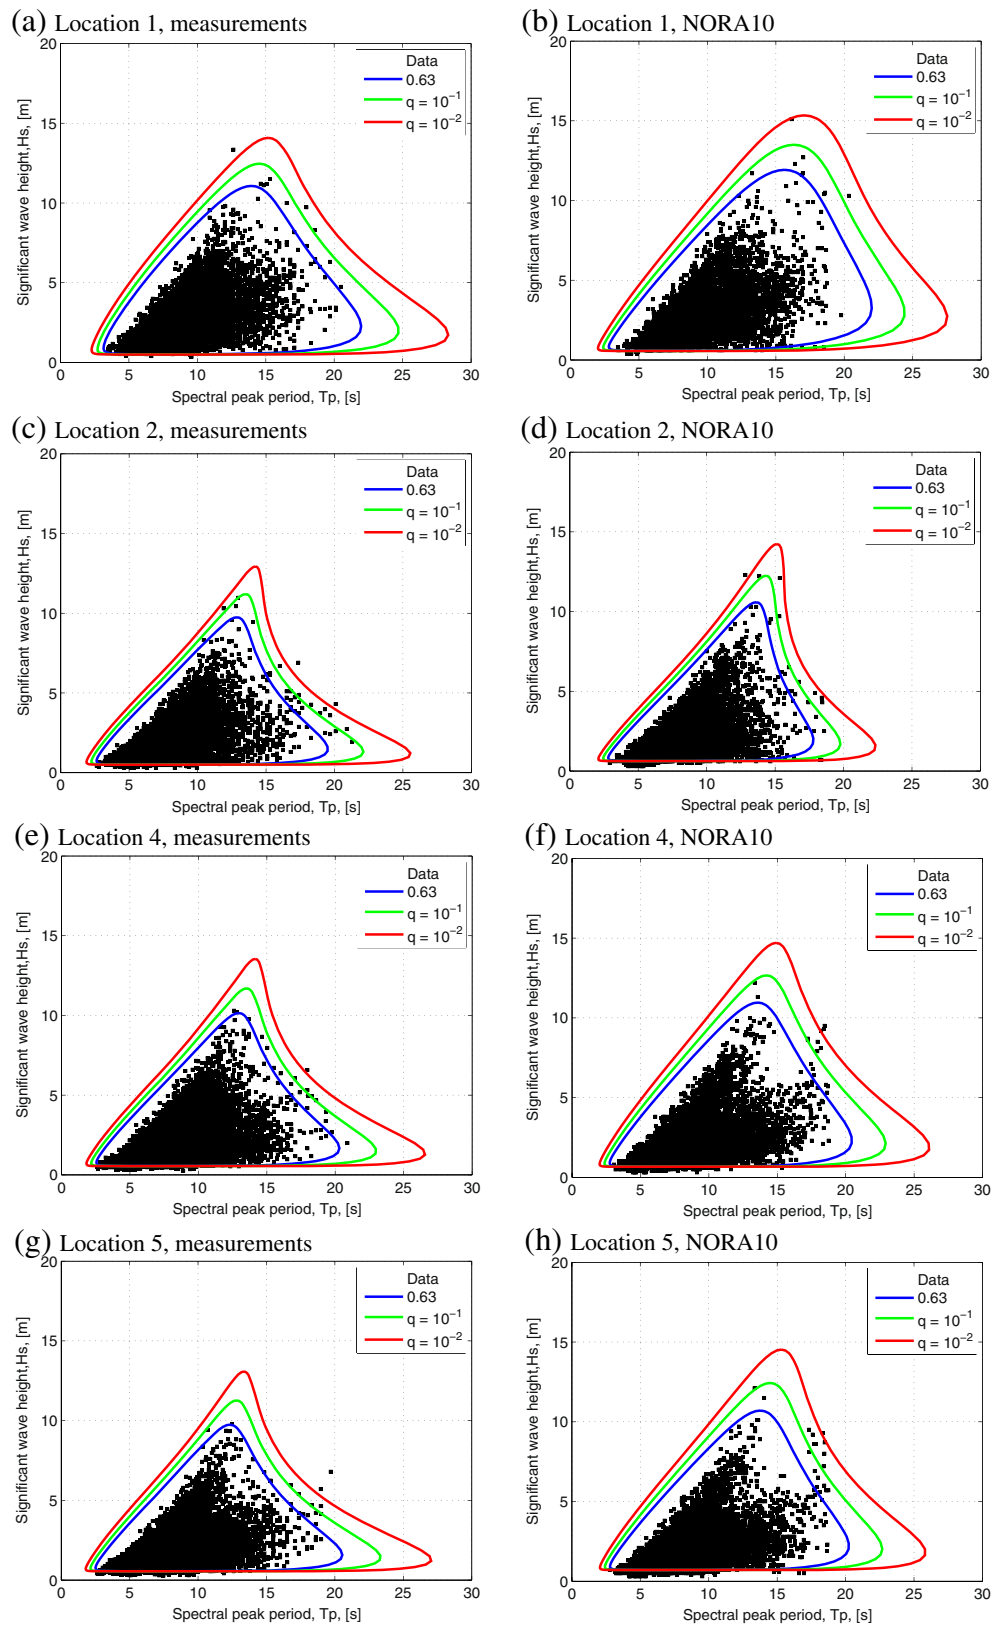 (a) Location 1, measurements
20
15
10
5
0
0 5 10 15 20 25 30
Significant wave height,Hs, [m]
Spectral peak period, Tp, [s]
Data
0.63
q = 10⁻¹
q = 10⁻²
(b) Location 1, NORA10
20
15
10
5
0
0 5 10 15 20 25 30
Significant wave height,Hs, [m]
Spectral peak period, Tp, [s]
Data
0.63
q = 10⁻¹
q = 10⁻²
(c) Location 2, measurements
20
15
10
5
0
0 5 10 15 20 25 30
Significant wave height,Hs, [m]
Spectral peak period, Tp, [s]
Data
0.63
q = 10⁻¹
q = 10⁻²
(d) Location 2, NORA10
20
15
10
5
0
0 5 10 15 20 25 30
Significant wave height,Hs, [m]
Spectral peak period, Tp, [s]
Data
0.63
q = 10⁻¹
q = 10⁻²
(e) Location 4, measurements
20
15
10
5
0
0 5 10 15 20 25 30
Significant wave height,Hs, [m]
Spectral peak period, Tp, [s]
Data
0.63
q = 10⁻¹
q = 10⁻²
(f) Location 4, NORA10
20
15
10
5
0
0 5 10 15 20 25 30
Significant wave height,Hs, [m]
Spectral peak period, Tp, [s]
Data
0.63
q = 10⁻¹
q = 10⁻²
(g) Location 5, measurements
20
15
10
5
0
0 5 10 15 20 25 30
Significant wave height,Hs, [m]
Spectral peak period, Tp, [s]
Data
0.63
q = 10⁻¹
q = 10⁻²
(h) Location 5, NORA10
20
15
10
5
0
0 5 10 15 20 25 30
Significant wave height,Hs, [m]
Spectral peak period, Tp, [s]
Data
0.63
q = 10⁻¹
q = 10⁻²